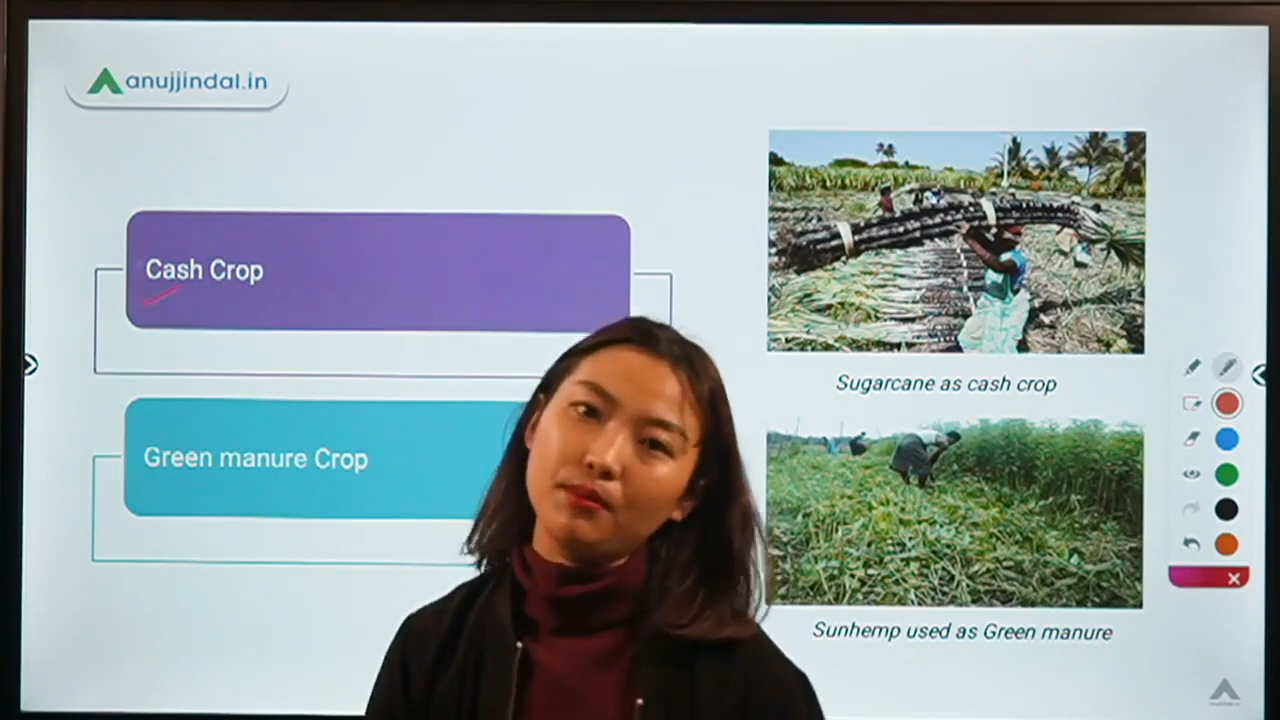 anujjindal.in
Cash Crop
Sugarcane as cash crop
Green manure Crop
Sunhemp used as Green manure